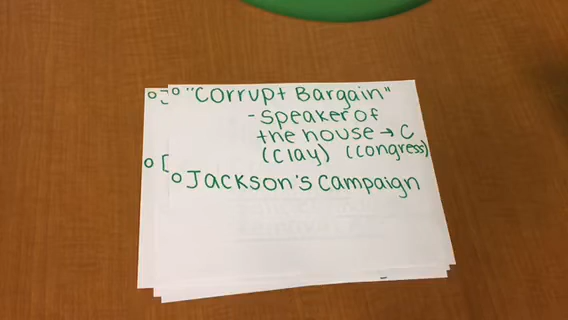 o "Corrupt Bargain"
- Speaker of
the house → C
(Clay) (Congress)
o Jackson's Campaign